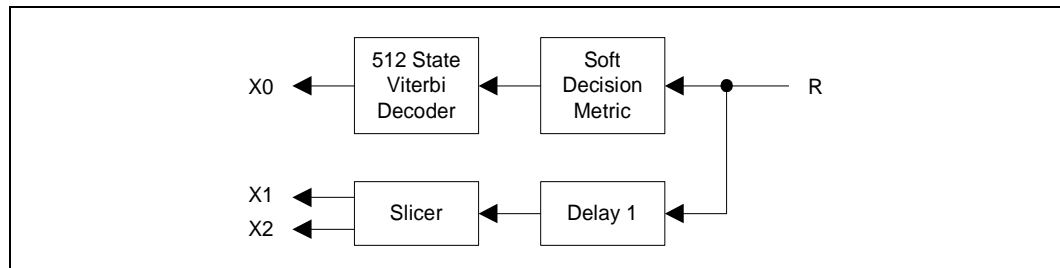 X0
512 State
Viterbi
Decoder
Soft
Decision
Metric
R
X1
X2
Slicer
Delay 1